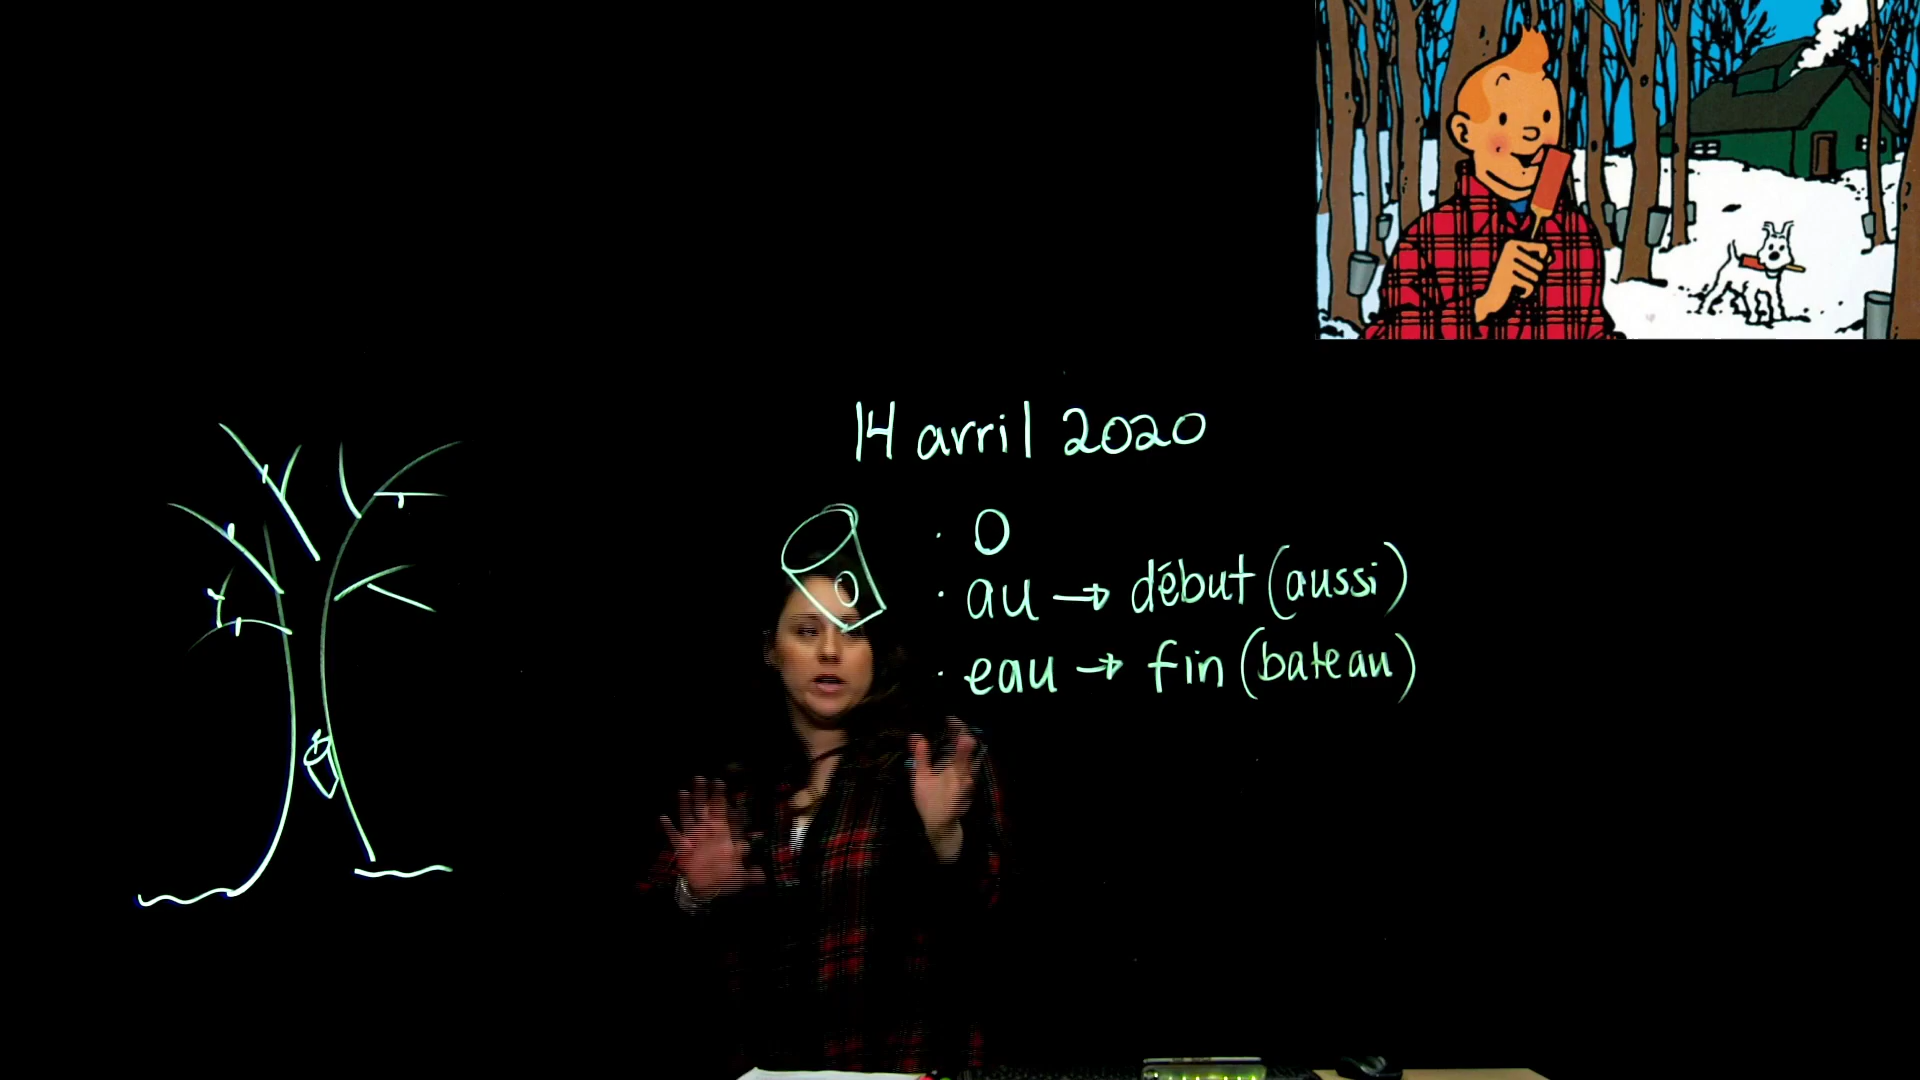 14 avril 2020
O
• O
• au → début (aussi)
• eau → fin (bateau)